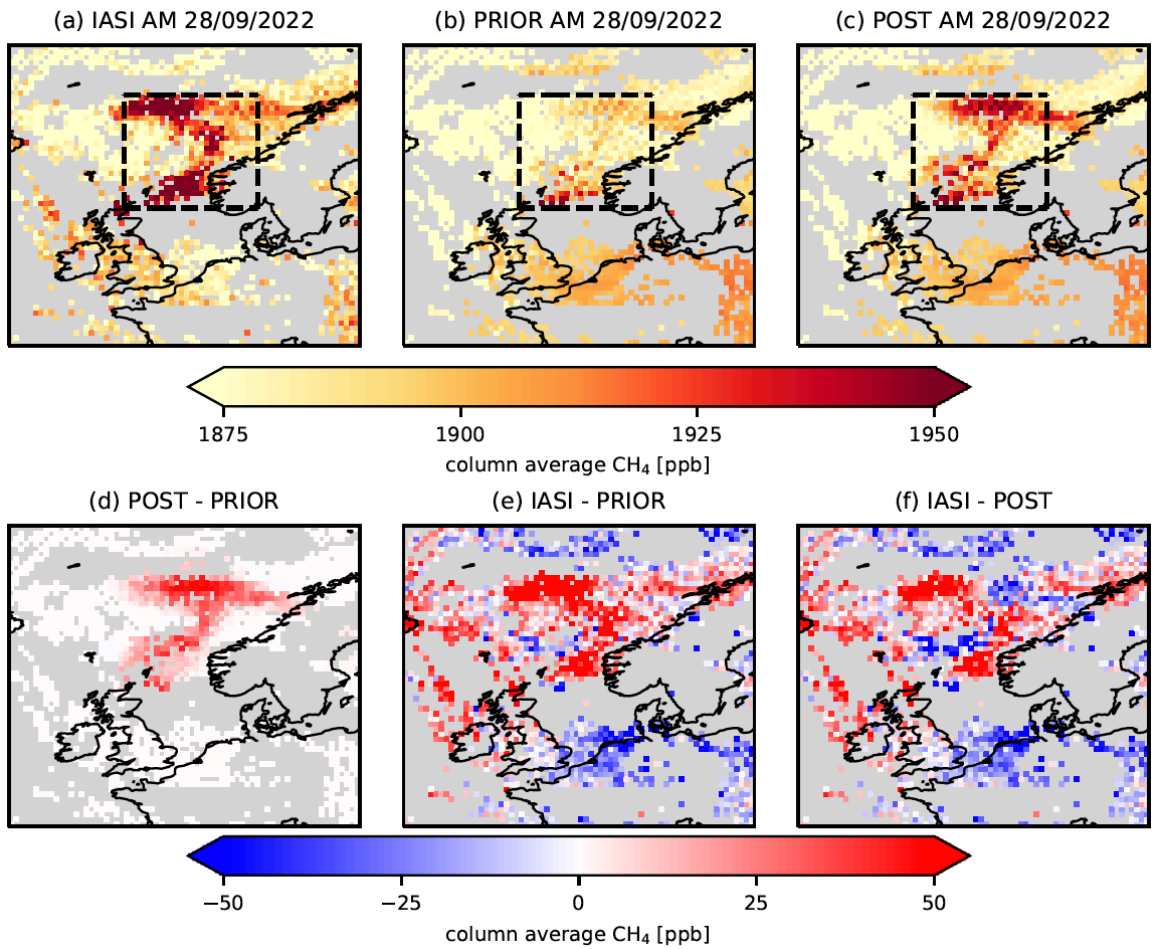 (a) IASI AM 28/09/2022
(b) PRIOR AM 28/09/2022
(c) POST AM 28/09/2022
1875 1900 1925 1950
column average CH₄ [ppb]
(d) POST - PRIOR
(e) IASI - PRIOR
(f) IASI - POST
−50 −25 0 25 50
column average CH₄ [ppb]